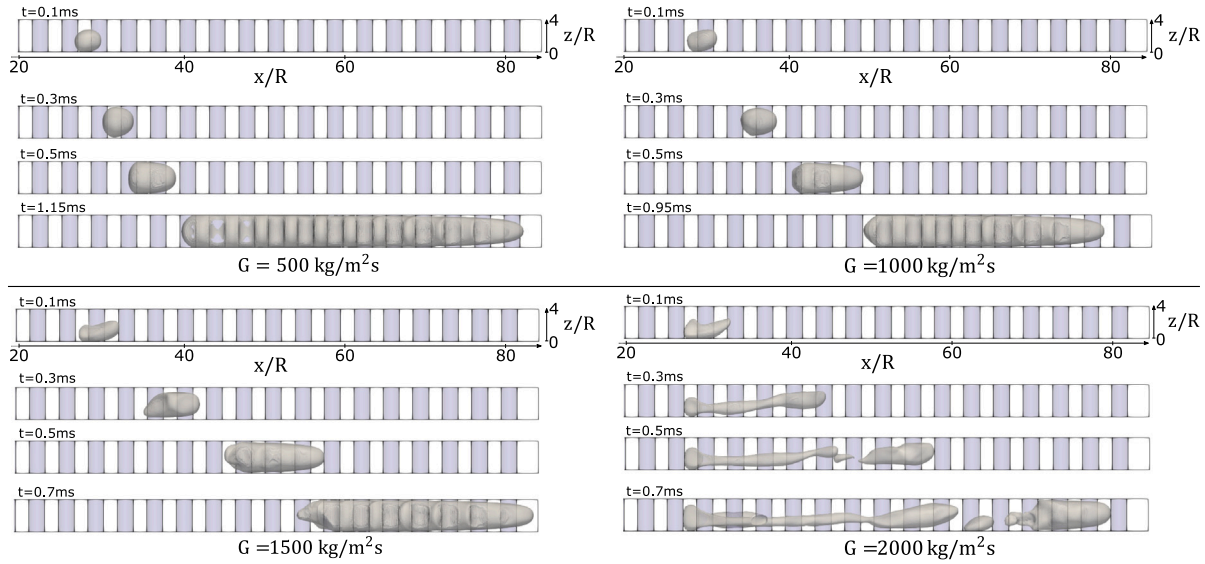 t=0.1ms
4
z/R
0
20 40 60 80
x/R
t=0.3ms
t=0.5ms
t=1.15ms
G = 500 kg/m²s
t=0.1ms
4
z/R
0
20 40 60 80
x/R
t=0.3ms
t=0.5ms
t=0.95ms
G =1000 kg/m²s
t=0.1ms
4
z/R
0
20 40 60 80
x/R
t=0.3ms
t=0.5ms
t=0.7ms
G =1500 kg/m²s
t=0.1ms
4
z/R
0
20 40 60 80
x/R
t=0.3ms
t=0.5ms
t=0.7ms
G =2000 kg/m²s